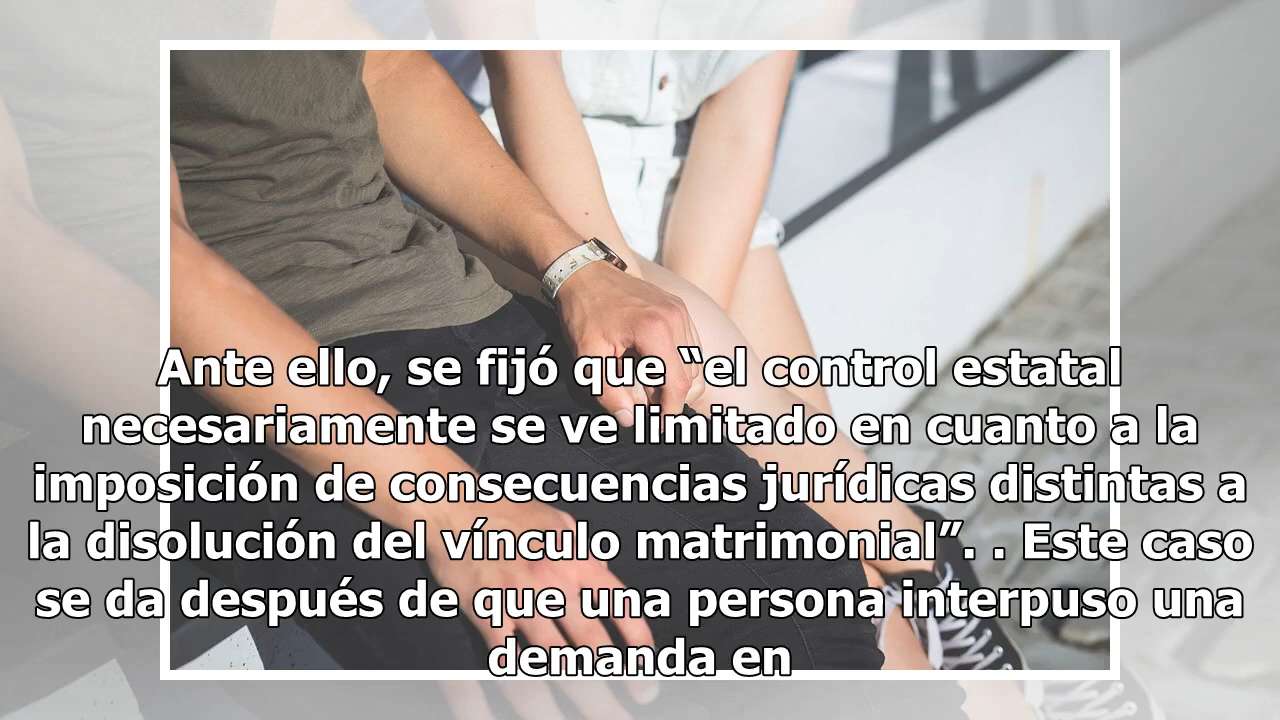 Ante ello, se fijó que “el control estatal
necesariamente se ve limitado en cuanto a la
imposición de consecuencias jurídicas distintas a
la disolución del vínculo matrimonial”. . Este caso
se da después de que una persona interpuso una
demanda en